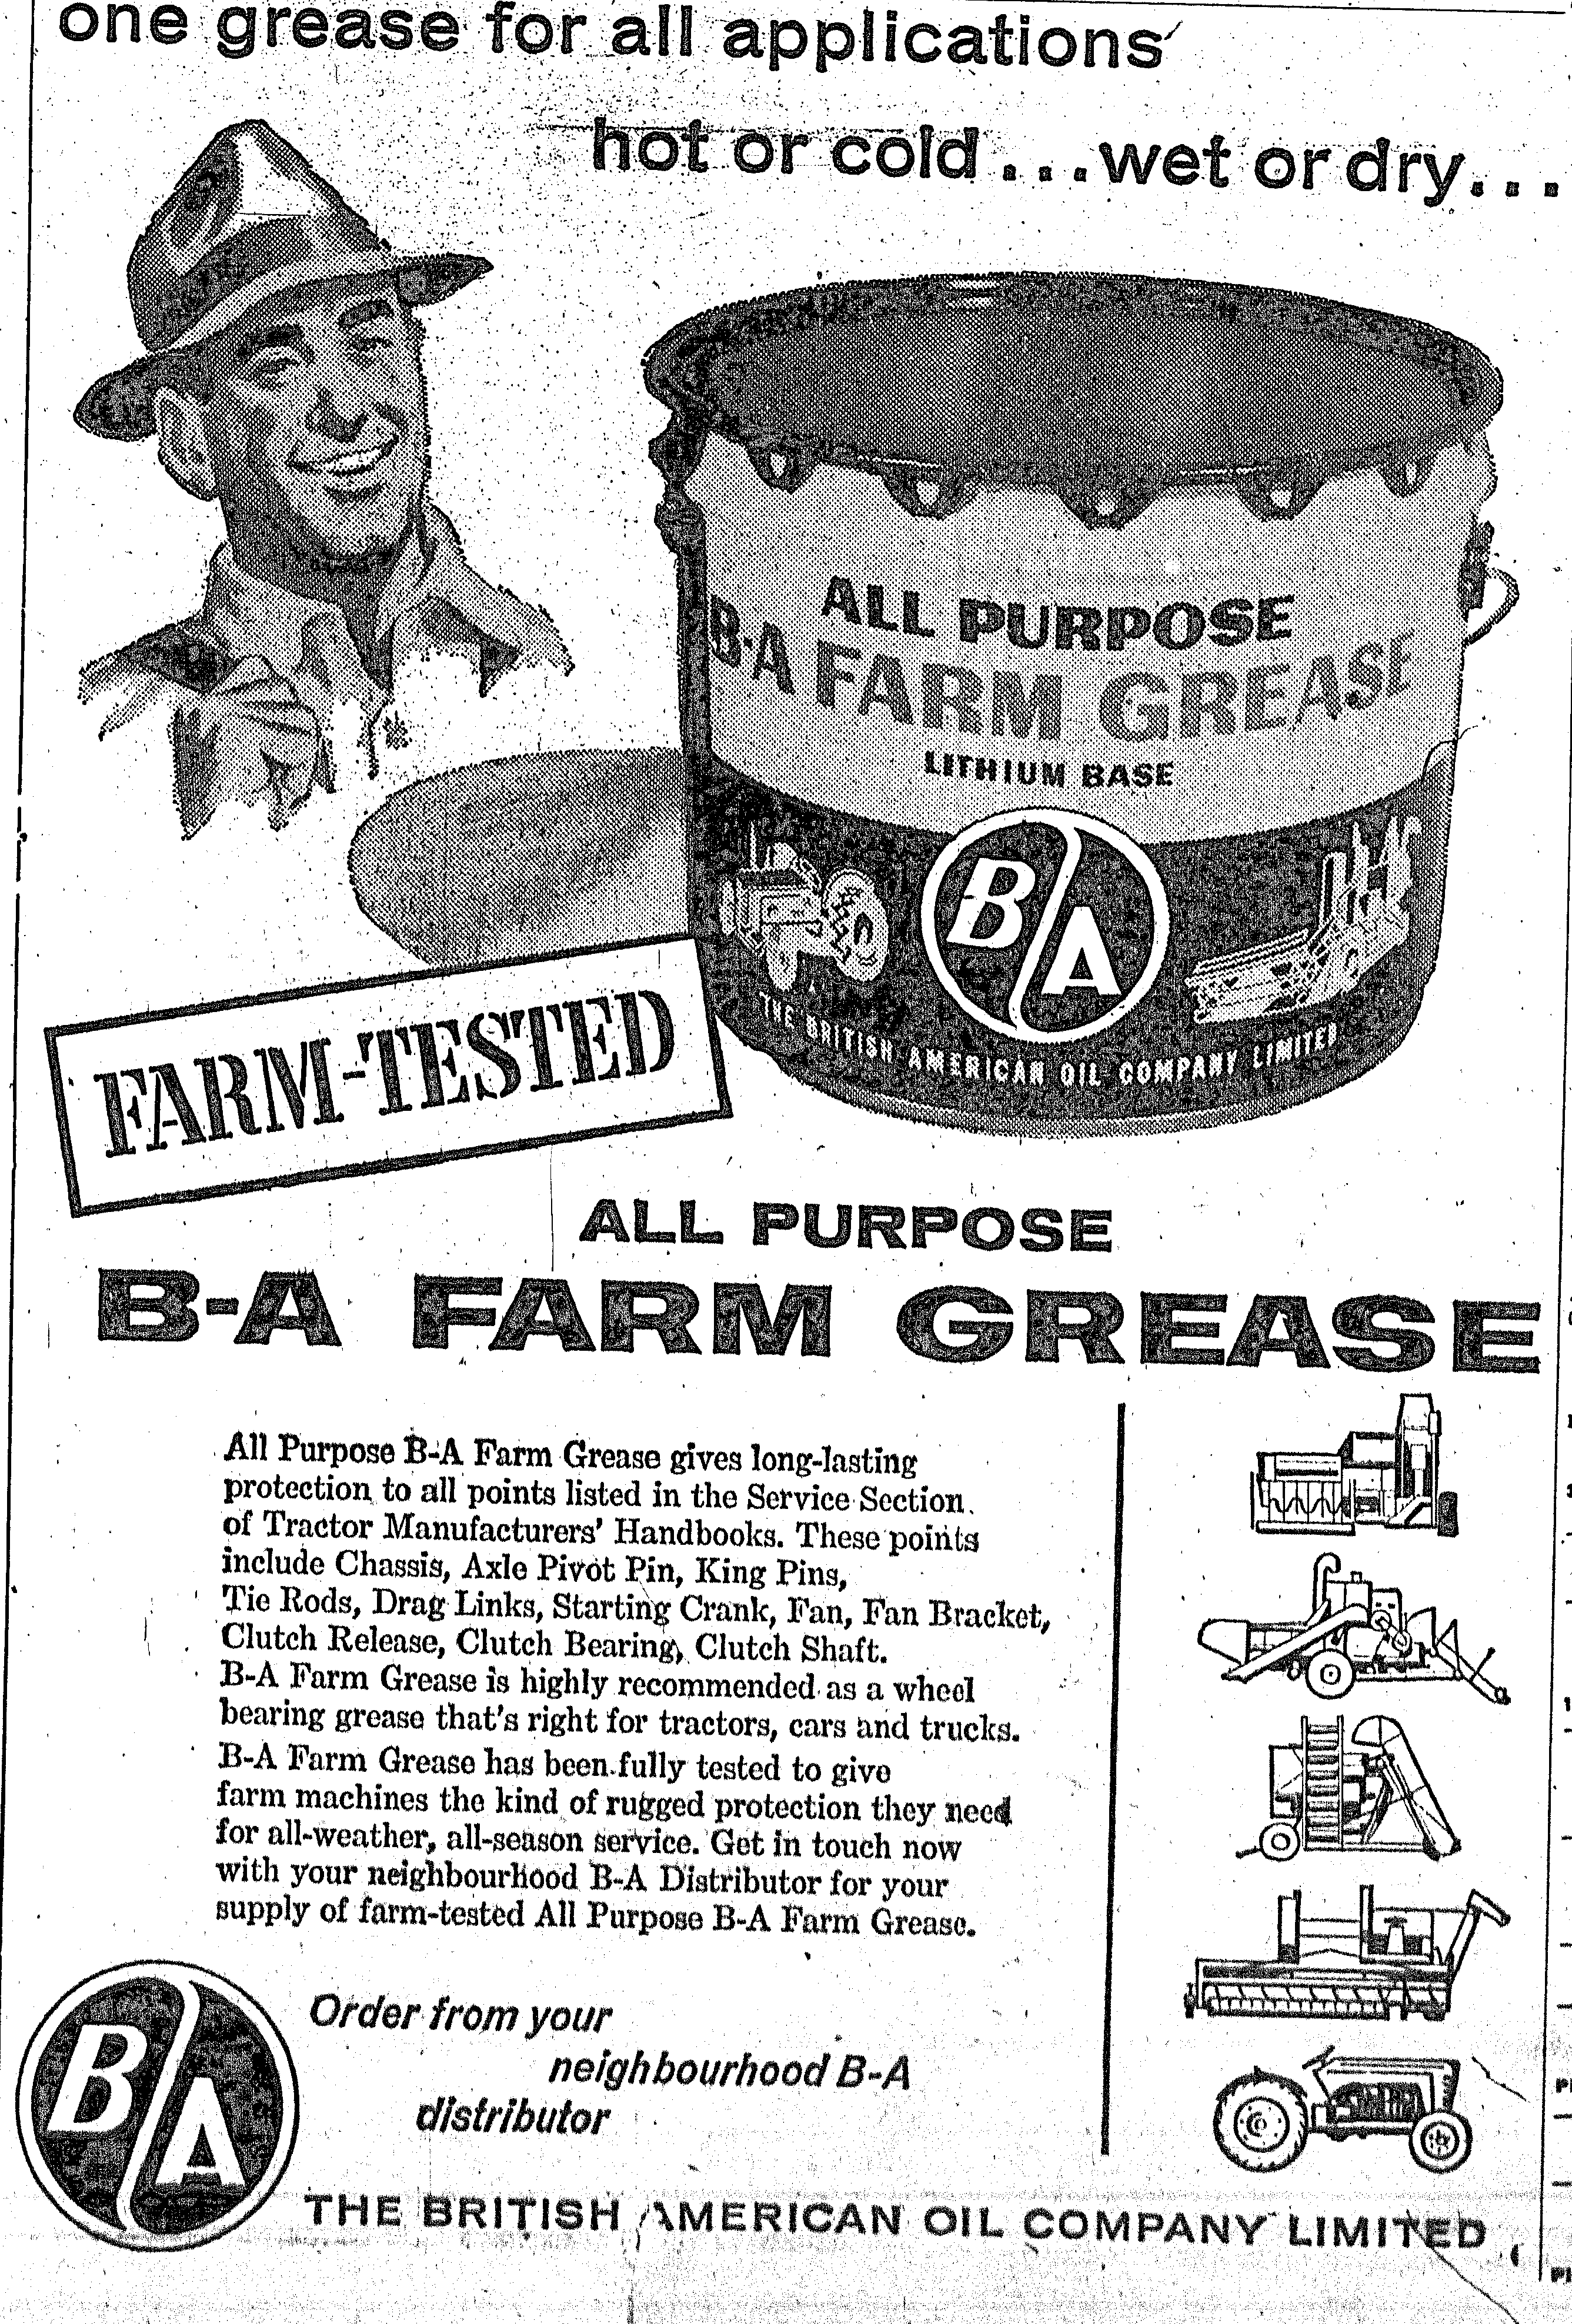 one grease for all applications
hot or cold...wet or dry...
ALL PURPOSE
B-A FARM GREASE
LITHIUM BASE
B/A
THE BRITISH AMERICAN OIL COMPANY LIMITED
FARM-TESTED
ALL PURPOSE
B-A FARM GREASE
All Purpose B-A Farm Grease gives long-lasting
protection to all points listed in the Service Section
of Tractor Manufacturers' Handbooks. These points
include Chassis, Axle Pivot Pin, King Pins,
Tie Rods, Drag Links, Starting Crank, Fan, Fan Bracket,
Clutch Release, Clutch Bearing, Clutch Shaft.
B-A Farm Grease is highly recommended as a wheel
bearing grease that's right for tractors, cars and trucks.
B-A Farm Grease has been fully tested to give
farm machines the kind of rugged protection they need
for all-weather, all-season service. Get in touch now
with your neighbourhood B-A Distributor for your
supply of farm-tested All Purpose B-A Farm Grease.
B/A
Order from your
neighbourhood B-A
distributor
THE BRITISH AMERICAN OIL COMPANY LIMITED